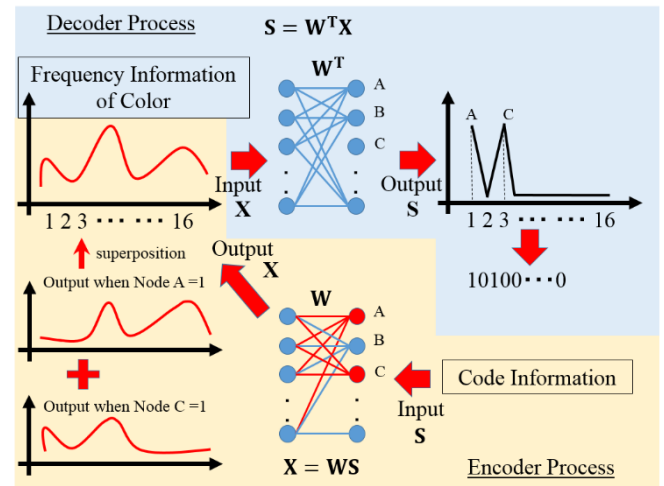 Decoder Process
S = WᵀX
Frequency Information
of Color
Wᵀ
A
B
C
A C
Input
X
Output
S
1 2 3 ··· ··· 16
1 2 3 ··· ··· 16
superposition
10100···0
Output
X
Output when Node A =1
W
A
B
C
Code Information
Input
S
Output when Node C =1
X = WS
Encoder Process